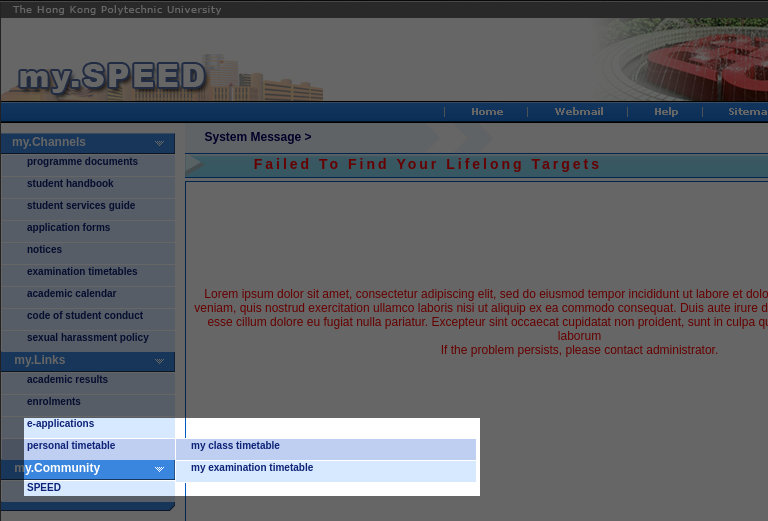 The Hong Kong Polytechnic University
my.SPEED
Home
Webmail
Help
Sitema
my.Channels
programme documents
student handbook
student services guide
application forms
notices
examination timetables
academic calendar
code of student conduct
sexual harassment policy
my.Links
academic results
enrolments
e-applications
personal timetable
my class timetable
my examination timetable
my.Community
SPEED
System Message >
Failed To Find Your Lifelong Targets
Lorem ipsum dolor sit amet, consectetur adipiscing elit, sed do eiusmod tempor incididunt ut labore et dolo
veniam, quis nostrud exercitation ullamco laboris nisi ut aliquip ex ea commodo consequat. Duis aute irure d
esse cillum dolore eu fugiat nulla pariatur. Excepteur sint occaecat cupidatat non proident, sunt in culpa qu
laborum
If the problem persists, please contact administrator.